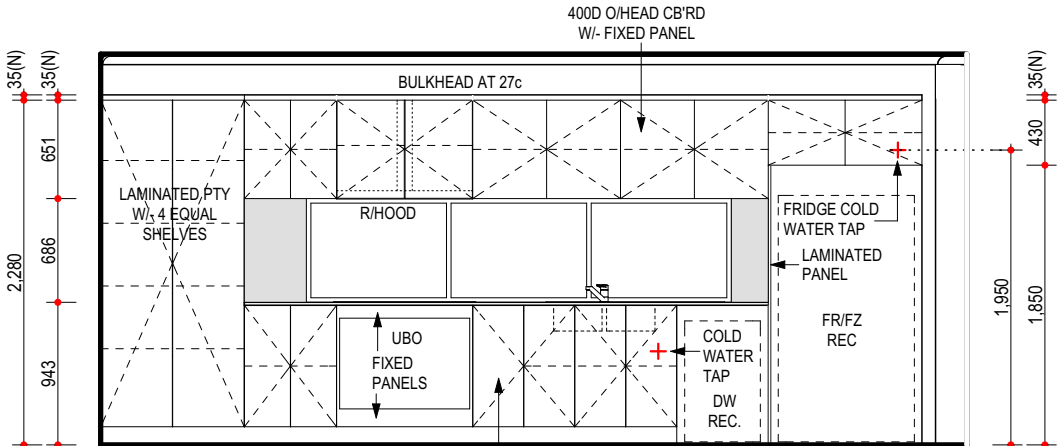 400D O/HEAD CB'RD
W/- FIXED PANEL
35(N)
35(N)
35(N)
BULKHEAD AT 27c
651
430
LAMINATED PTY
W/- 4 EQUAL
SHELVES
R/HOOD
FRIDGE COLD
WATER TAP
686
LAMINATED
PANEL
2,280
1,950
1,850
FR/FZ
REC
UBO
FIXED
PANELS
COLD
WATER
TAP
943
DW
REC.